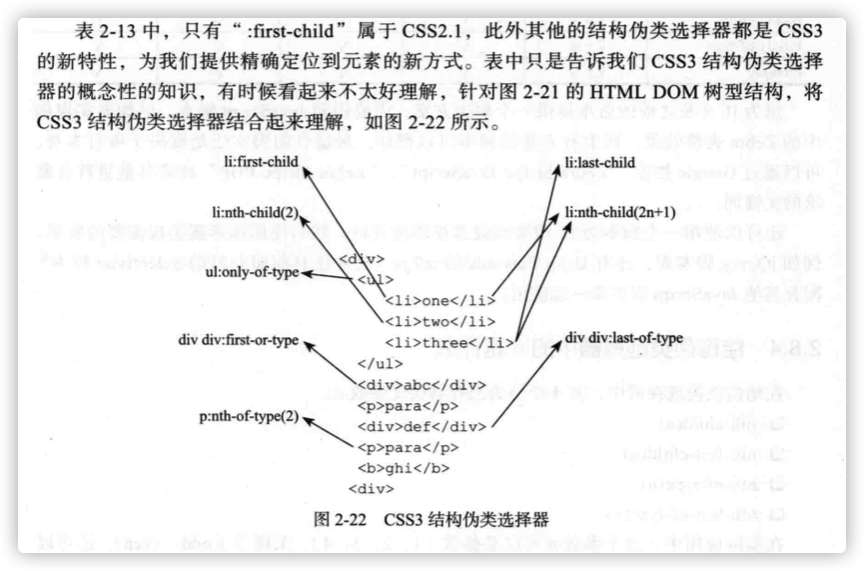 表 2-13 中，只有“ :first-child”属于 CSS2.1，此外其他的结构伪类选择器都是 CSS3
的新特性，为我们提供精确定位到元素的新方式。表中只是告诉我们 CSS3 结构伪类选择
器的概念性的知识，有时候看起来不太好理解，针对图 2-21 的 HTML DOM 树型结构，将
CSS3 结构伪类选择器结合起来理解，如图 2-22 所示。
li:first-child
li:last-child
li:nth-child(2)
li:nth-child(2n+1)
<div>
ul:only-of-type
<ul>
<li>one</li>
<li>two</li>
<li>three</li>
div div:first-or-type
div div:last-of-type
</ul>
<div>abc</div>
<p>para</p>
p:nth-of-type(2)
<div>def</div>
<p>para</p>
<b>ghi</b>
<div>
图 2-22 CSS3 结构伪类选择器